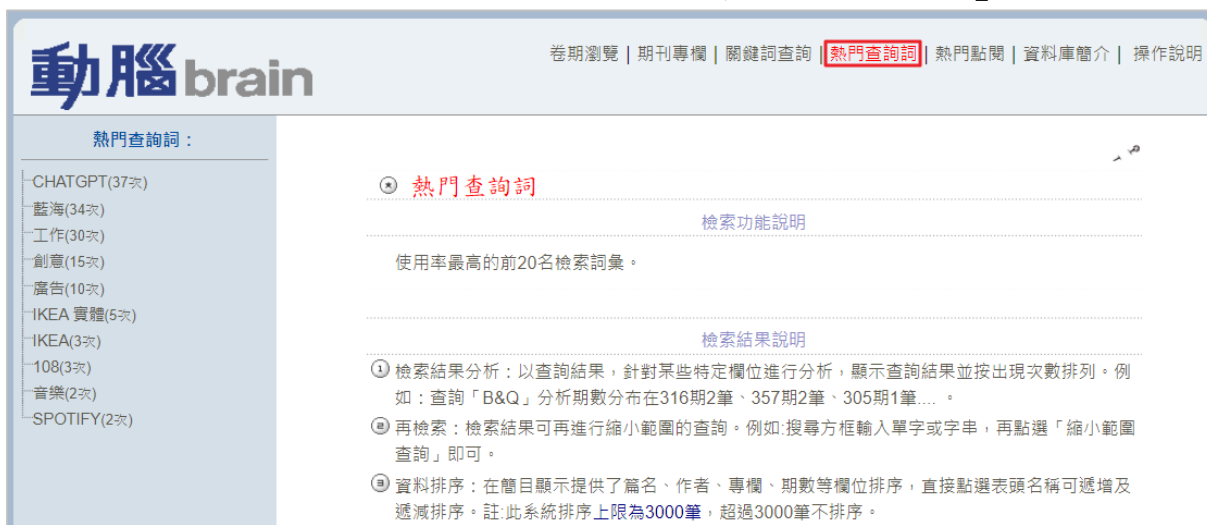 動腦brain
卷期瀏覽 | 期刊專欄 | 關鍵詞查詢 | 熱門查詢詞 | 熱門點閱 | 資料庫簡介 | 操作說明
熱門查詢詞：
CHATGPT(37次)
藍海(34次)
工作(30次)
創意(15次)
廣告(10次)
IKEA 實體(5次)
IKEA(3次)
108(3次)
音樂(2次)
SPOTIFY(2次)
熱門查詢詞
檢索功能說明
使用率最高的前20名檢索詞彙。
檢索結果說明
1 檢索結果分析：以查詢結果，針對某些特定欄位進行分析，顯示查詢結果並按出現次數排列。例
如：查詢「B&Q」分析期數分布在316期2筆、357期2筆、305期1筆.... 。
2 再檢索：檢索結果可再進行縮小範圍的查詢。例如:搜尋方框輸入單字或字串，再點選「縮小範圍
查詢」即可。
3 資料排序：在簡目顯示提供了篇名、作者、專欄、期數等欄位排序，直接點選表頭名稱可遞增及
遞減排序。註:此系統排序上限為3000筆，超過3000筆不排序。